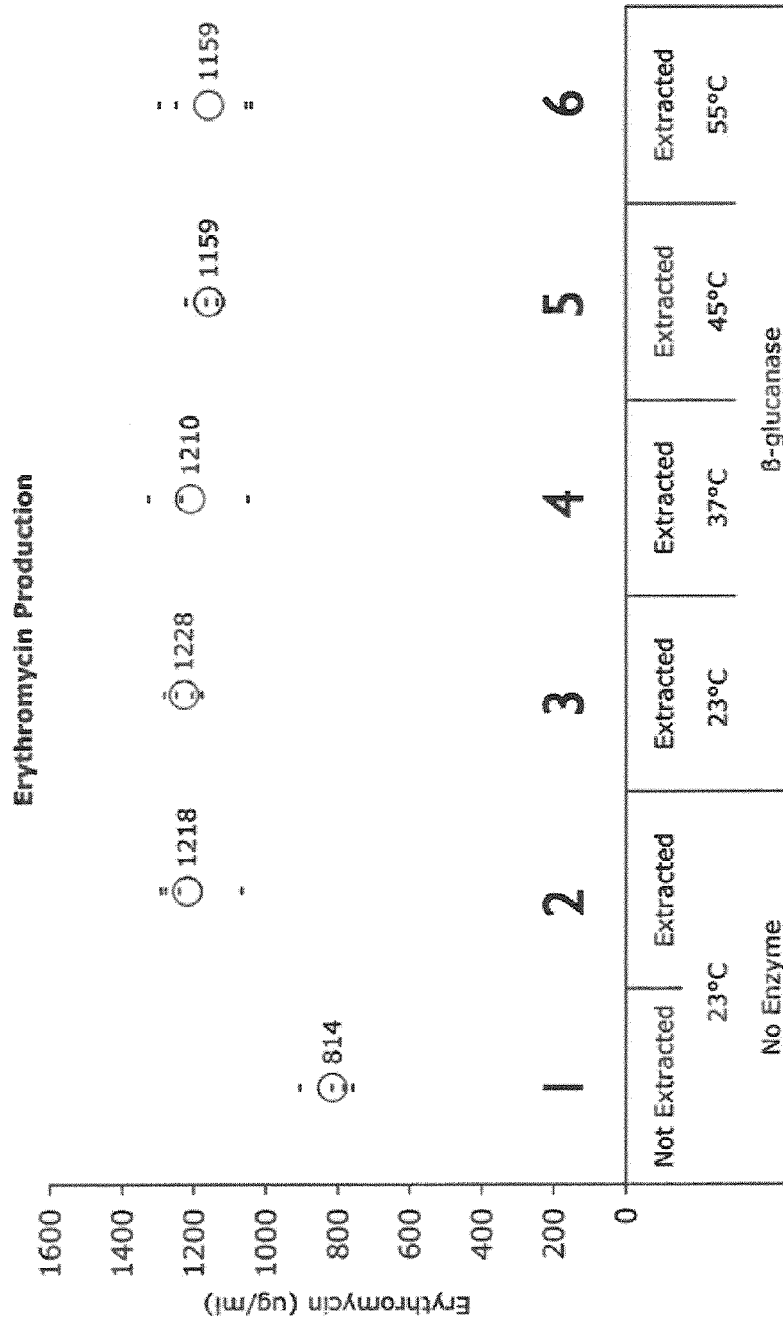 Erythromycin Production
Erythromycin (ug/ml)
1600
1400
1200
1000
800
600
400
200
0
814
1218
1228
1210
1159
1159
1 2 3 4 5 6
Not Extracted Extracted Extracted Extracted Extracted Extracted
23°C 23°C 37°C 45°C 55°C
No Enzyme ß-glucanase